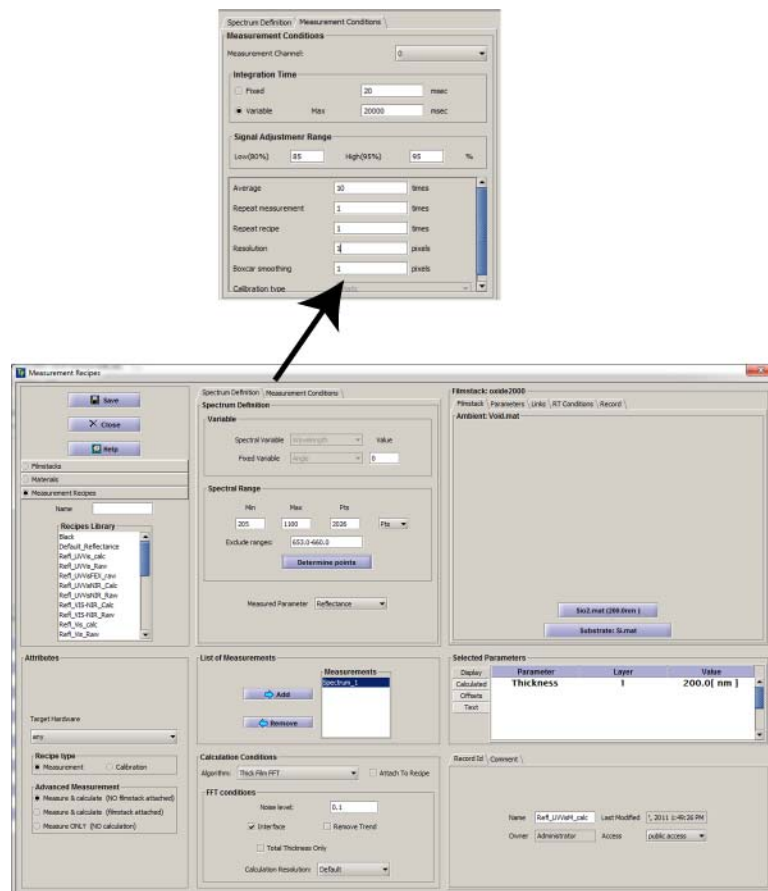 Spectrum Definition Measurement Conditions
Measurement Conditions
Measurement Channel: 0
Integration Time
Fixed 20 msec
Variable Max 20000 msec
Signal Adjustmenr Range
Low(80%) 85 High(95%) 95 %
Average 10 times
Repeat measurement 1 times
Repeat recipe 1 times
Resolution 1 pixels
Boxcar smoothing 1 pixels
Calibration type
Measurement Recipes
Save
Close
Help
Filmstacks
Materials
Measurement Recipes
Name
Recipes Library
Black
Default_Reflectance
Refl_UVVis_calc
Refl_UVVis_Raw
Refl_UVVisFEX_raw
Refl_UVVisNIR_Calc
Refl_UVVisNIR_Raw
Refl_VIS-NIR_Calc
Refl_VIS-NIR_Raw
Refl_Vis_calc
Refl_Vis_Raw
Spectrum Definition Measurement Conditions
Spectrum Definition
Variable
Spectral Variable Wavelength Value
Fixed Variable Angle 0
Spectral Range
Min Max Pts
205 1100 2026 Pts
Exclude ranges: 653.0-660.0
Determine points
Measured Parameter Reflectance
Filmstack: oxide2000
Filmstack Parameters Links RT Conditions Record
Ambient: Void.mat
Sio2.mat (200.0nm )
Substrate: Si.mat
Attributes
Target Hardware
any
Recipe type
Measurement Calibration
Advanced Measurement
Measure & calculate (NO filmstack attached)
Measure & calculate (filmstack attached)
Measure ONLY (NO calculation)
List of Measurements
Measurements
Spectrum_1
Add
Remove
Calculation Conditions
Algorithm: Thick Film FFT Attach To Recipe
FFT conditions
Noise level: 0.1
Interface Remove Trend
Total Thickness Only
Calculation Resolution: Default
Selected Parameters
Display Parameter Layer Value
Calculated Thickness 1 200.0[ nm ]
Offsets
Text
Record Id Comment
Name Refl_UVVisM_calc Last Modified ', 2011 1:49:26 PM
Owner Administrator Access public access